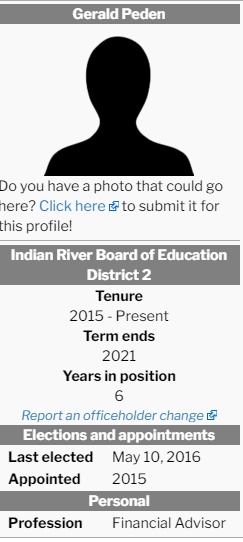 Gerald Peden
Do you have a photo that could go
here? Click here to submit it for
this profile!
Indian River Board of Education
District 2
Tenure
2015 - Present
Term ends
2021
Years in position
6
Report an officeholder change
Elections and appointments
Last elected May 10, 2016
Appointed 2015
Personal
Profession Financial Advisor